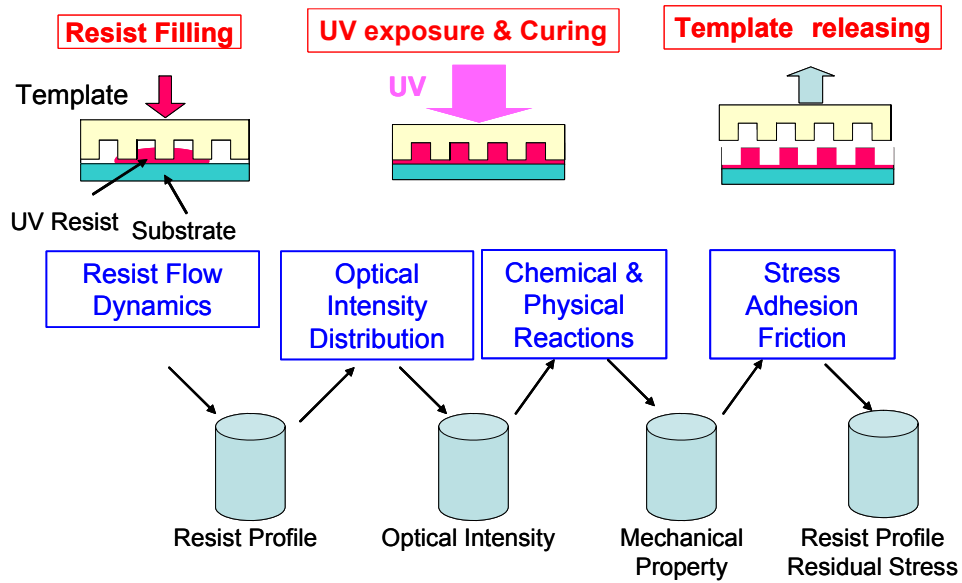 Resist Filling
UV exposure & Curing
Template releasing
UV
Template
UV Resist
Substrate
Resist Flow
Dynamics
Optical
Intensity
Distribution
Chemical &
Physical
Reactions
Stress
Adhesion
Friction
Resist Profile
Optical Intensity
Mechanical
Property
Resist Profile
Residual Stress